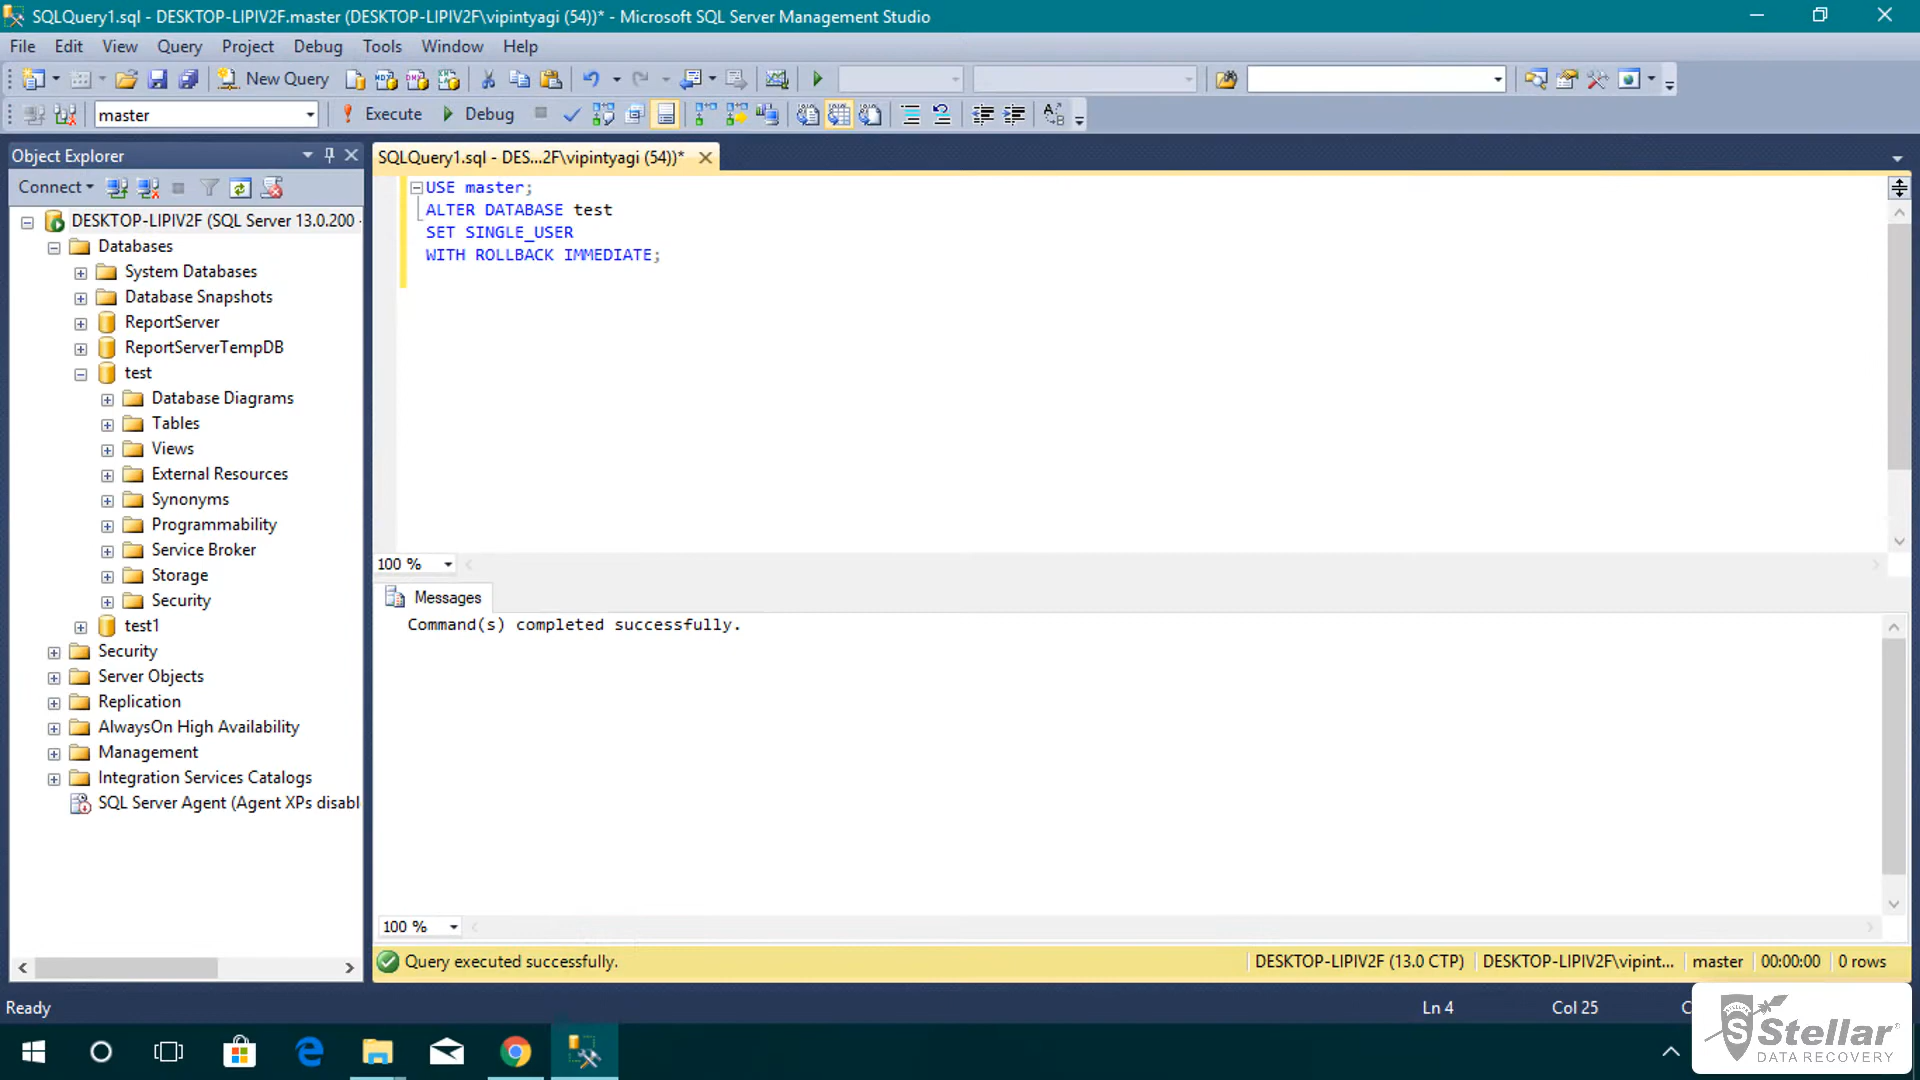 SQLQuery1.sql - DESKTOP-LIPIV2F.master (DESKTOP-LIPIV2F\vipintyagi (54))* - Microsoft SQL Server Management Studio
File Edit View Query Project Debug Tools Window Help
New Query
master Execute Debug
Object Explorer
SQLQuery1.sql - DES...2F\vipintyagi (54))*
Connect
USE master;
ALTER DATABASE test
SET SINGLE_USER
WITH ROLLBACK IMMEDIATE;
DESKTOP-LIPIV2F (SQL Server 13.0.200
Databases
System Databases
Database Snapshots
ReportServer
ReportServerTempDB
test
Database Diagrams
Tables
Views
External Resources
Synonyms
Programmability
Service Broker
Storage
Security
test1
Security
Server Objects
Replication
AlwaysOn High Availability
Management
Integration Services Catalogs
SQL Server Agent (Agent XPs disabl
100 %
Messages
Command(s) completed successfully.
100 %
Query executed successfully. DESKTOP-LIPIV2F (13.0 CTP) DESKTOP-LIPIV2F\vipint... master 00:00:00 0 rows
Ready Ln 4 Col 25 C
Stellar
DATA RECOVERY